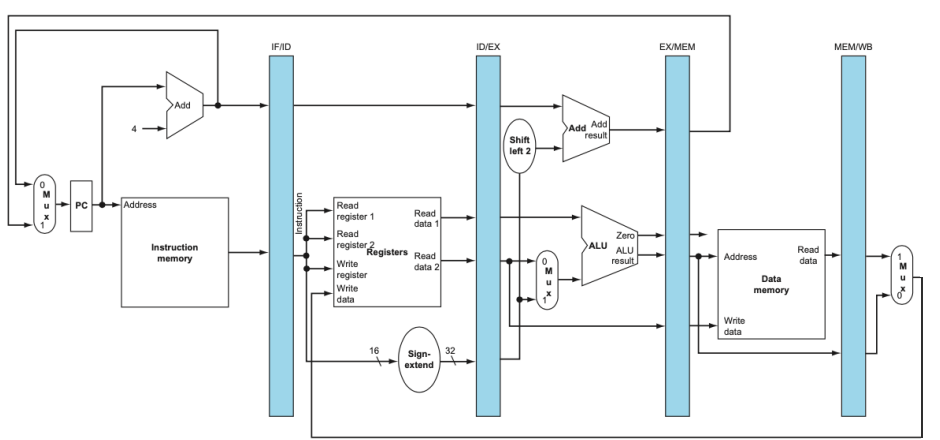 IF/ID
ID/EX
EX/MEM
MEM/WB
Add
4
Shift
left 2
Add
Add
result
0
M
u
x
1
PC
Address
Instruction
memory
Instruction
Read
register 1
Read
register 2
Write
register
Write
data
Registers
Read
data 1
Read
data 2
0
M
u
x
1
Zero
ALU
ALU
result
Address
Write
data
Data
memory
Read
data
1
M
u
x
0
16
Sign-
extend
32